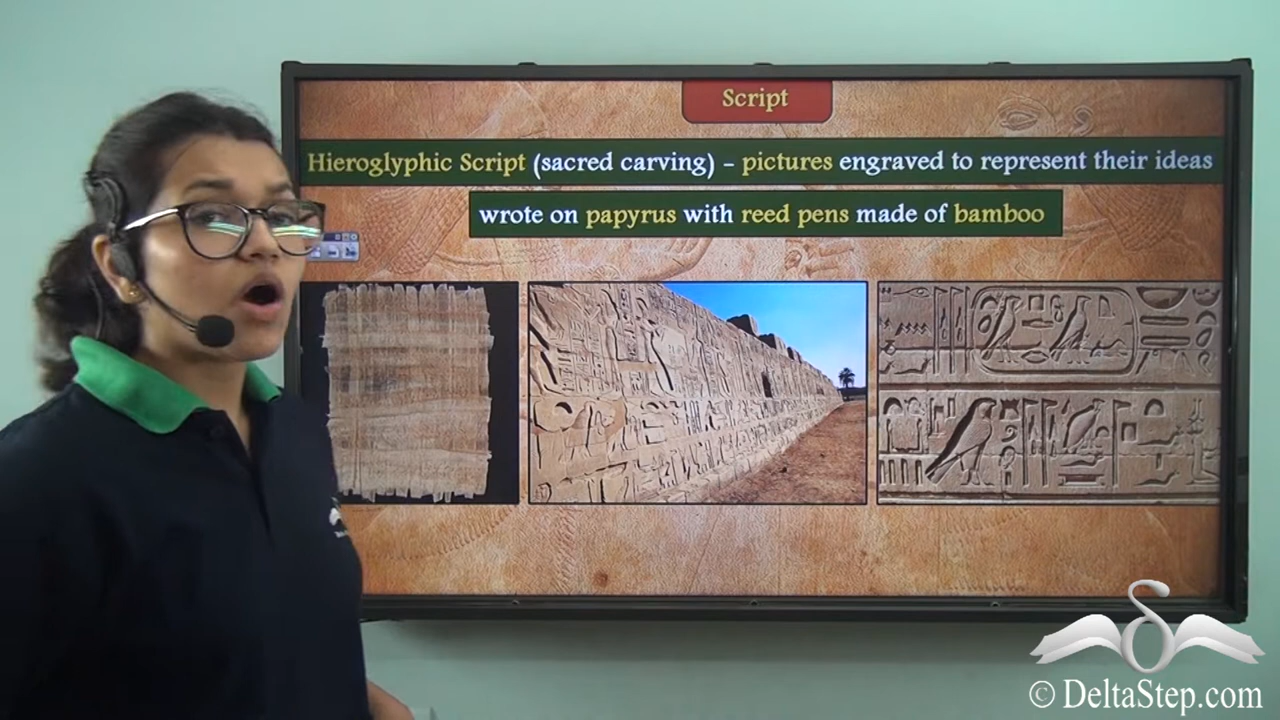 Script
Hieroglyphic Script (sacred carving) – pictures engraved to represent their ideas
wrote on papyrus with reed pens made of bamboo
© DeltaStep.com